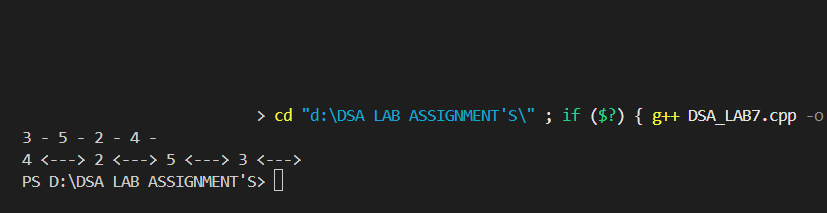 > cd "d:\DSA LAB ASSIGNMENT'S\" ; if ($?) { g++ DSA_LAB7.cpp -o
3 - 5 - 2 - 4 -
4 <---> 2 <---> 5 <---> 3 <--->
PS D:\DSA LAB ASSIGNMENT'S>